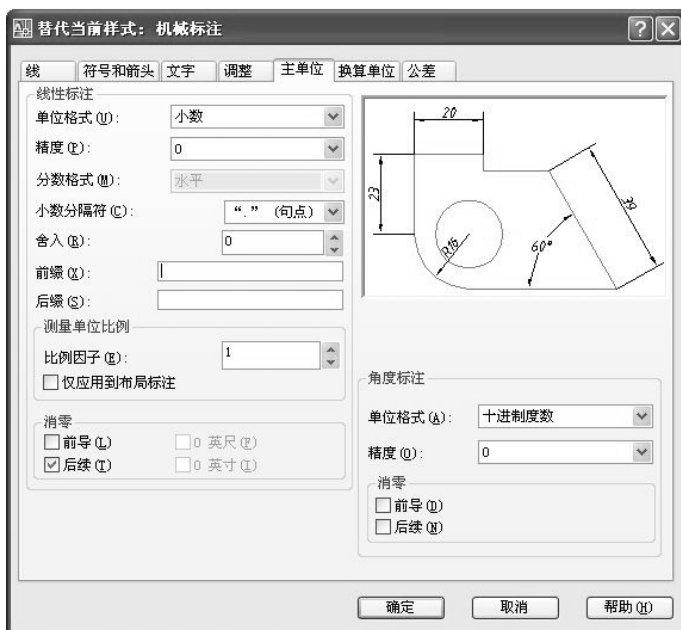 替代当前样式：机械标注
线 符号和箭头 文字 调整 主单位 换算单位 公差
线性标注
单位格式(U)： 小数
精度(P)： 0
分数格式(M)： 水平
小数分隔符(C)： “.”（句点）
舍入(R)： 0
前缀(X)：
后缀(S)：
测量单位比例
比例因子(E)： 1
仅应用到布局标注
消零
前导(L) 0 英尺(F)
后续(T) 0 英寸(I)
20
23
39
R16
60°
角度标注
单位格式(A)： 十进制度数
精度(O)： 0
消零
前导(D)
后续(N)
确定 取消 帮助(H)